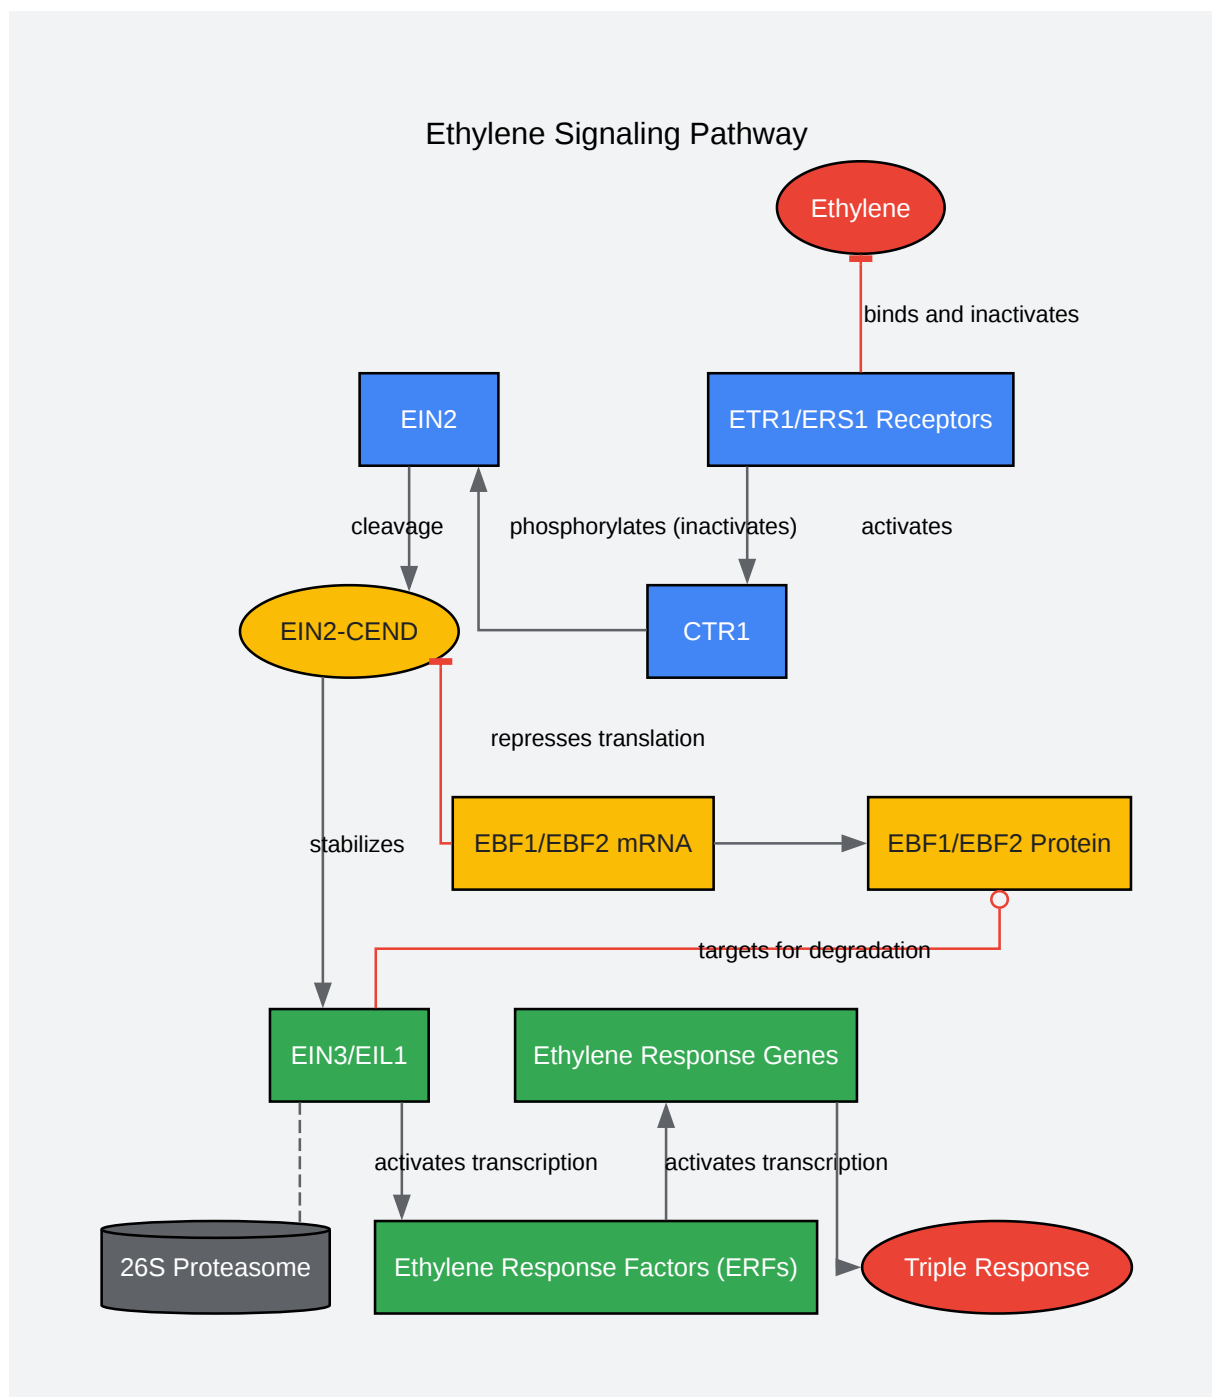 Ethylene Signaling Pathway
Ethylene
binds and inactivates
EIN2
ETR1/ERS1 Receptors
cleavage
phosphorylates (inactivates)
activates
EIN2-CEND
CTR1
represses translation
stabilizes
EBF1/EBF2 mRNA
EBF1/EBF2 Protein
targets for degradation
EIN3/EIL1
Ethylene Response Genes
activates transcription
activates transcription
26S Proteasome
Ethylene Response Factors (ERFs)
Triple Response